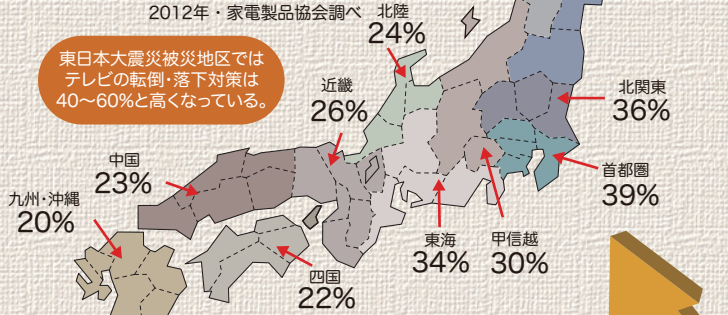 2012年・家電製品協会調べ
東日本大震災被災地区では
テレビの転倒・落下対策は
40〜60%と高くなっている。
北陸
24%
近畿
26%
北関東
36%
中国
23%
首都圏
39%
九州・沖縄
20%
東海
34%
甲信越
30%
四国
22%